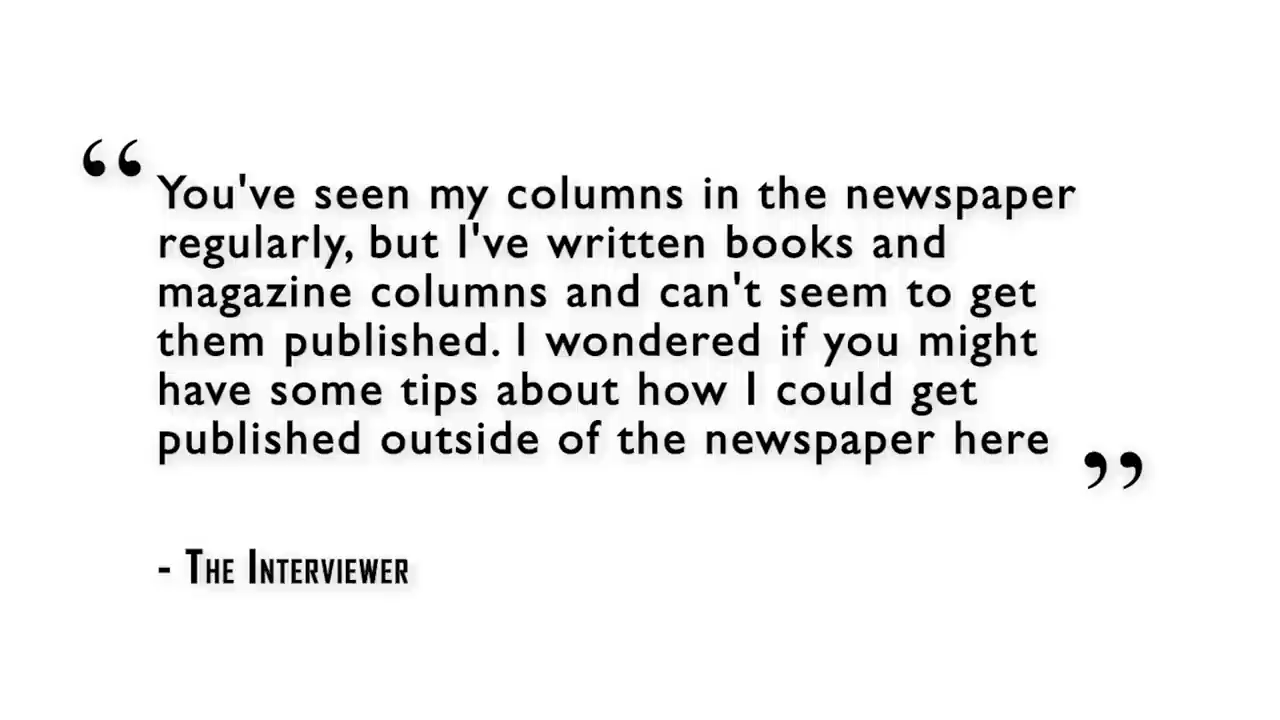 “
You've seen my columns in the newspaper
regularly, but I've written books and
magazine columns and can't seem to get
them published. I wondered if you might
have some tips about how I could get
published outside of the newspaper here
”
- The Interviewer